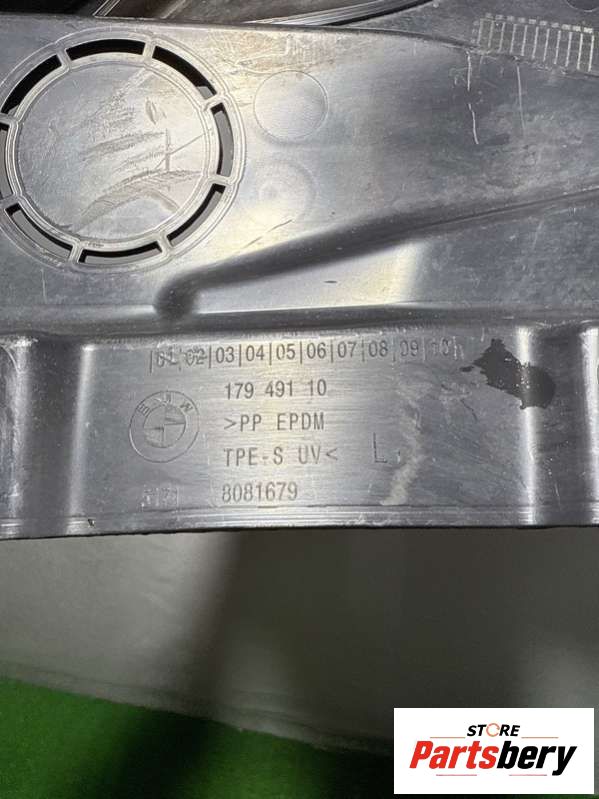 |01|02|03|04|05|06|07|08|09|10|
179 491 10
BMW
>PP EPDM
TPE-S UV< L
8081679
STORE
Partsbery